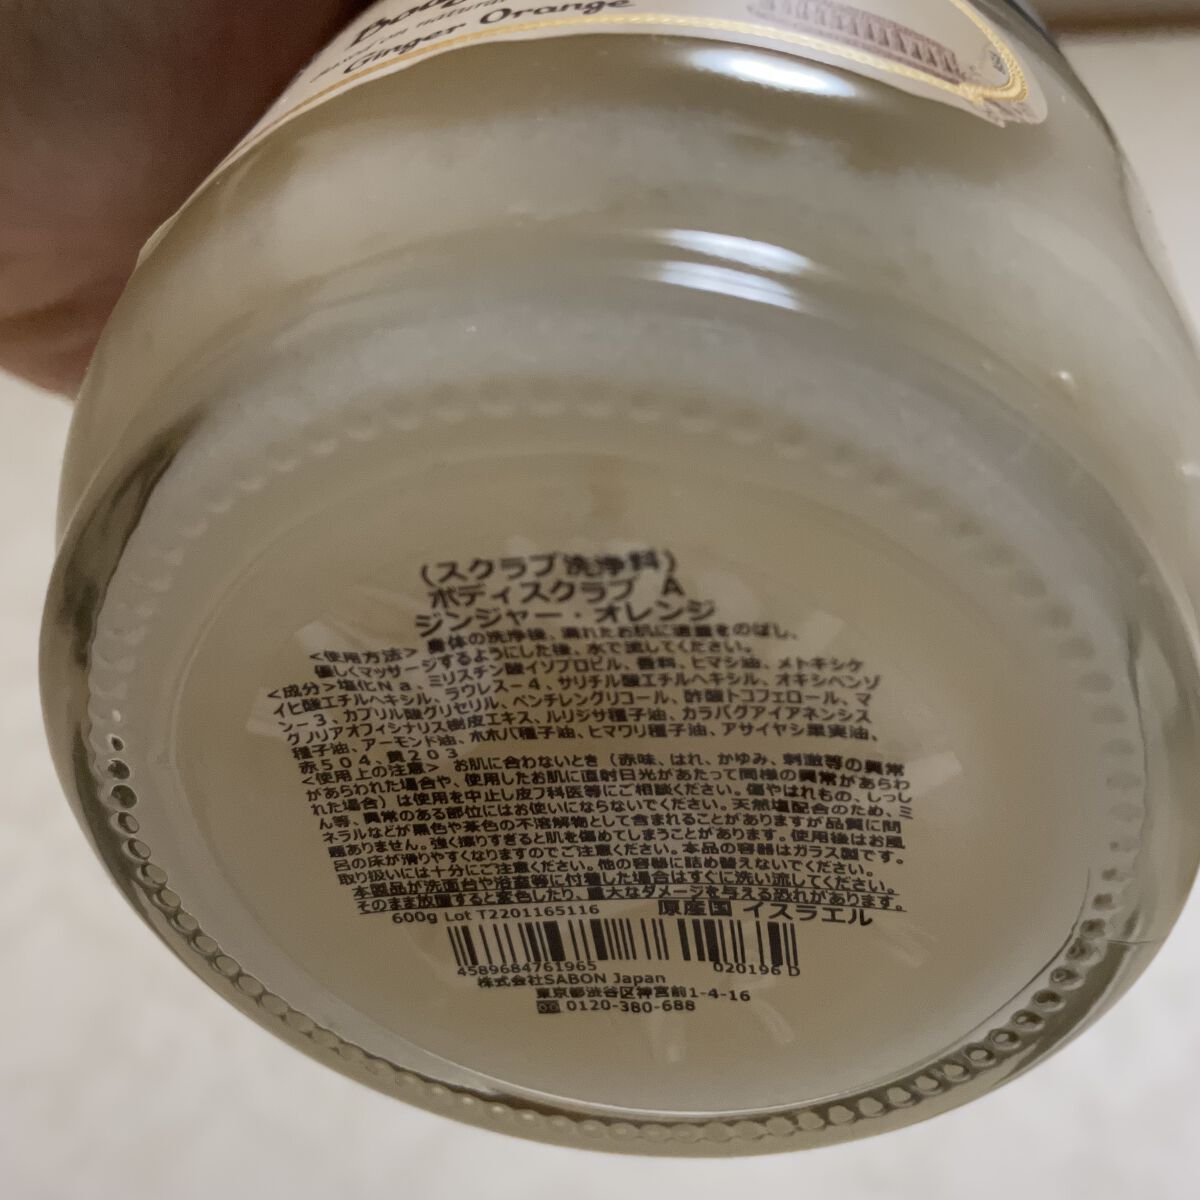 Ginger Orange
(スクラブ洗浄料)
ボディスクラブ A
ジンジャー・オレンジ
<使用方法> 身体の洗浄後、濡れたお肌に適量をのばし、
優しくマッサージするようにした後、水で流してください。
<成分>塩化Na、ミリスチン酸イソプロピル、香料、ヒマシ油、メトキシケ
イヒ酸エチルヘキシル、ラウレス-4、サリチル酸エチルヘキシル、オキシベンゾ
ン-3、カプリル酸グリセリル、ペンチレングリコール、酢酸トコフェロール、マ
グノリアオフィシナリス樹皮エキス、ルリジサ種子油、カラパグアイアネンシス
種子油、アーモンド油、ホホバ種子油、ヒマワリ種子油、アサイヤシ果実油、
赤504、黄203
<使用上の注意> お肌に合わないとき(赤味、はれ、かゆみ、刺激等の異常
があらわれた場合や、使用したお肌に直射日光があたって同様の異常があらわ
れた場合)は使用を中止し皮フ科医等にご相談ください。傷やはれもの、しっし
ん等、異常のある部位にはお使いにならないでください。天然塩配合のため、ミ
ネラルなどが黒色や茶色の不溶解物として含まれることがありますが品質に問
題ありません。強く擦りすぎると肌を傷めてしまうことがあります。使用後はお風
呂の床が滑りやすくなりますのでご注意ください。本品の容器はガラス製です。
取り扱いには十分にご注意ください。他の容器に詰め替えないでください。
本製品が洗面台や浴室等に付着した場合はすぐに洗い流してください。
そのまま放置すると変色したり、重大なダメージを与える恐れがあります。
600g Lot T2201165116 原産国 イスラエル
4589684761965 020196 D
株式会社SABON Japan
東京都渋谷区神宮前1-4-16
0120-380-688